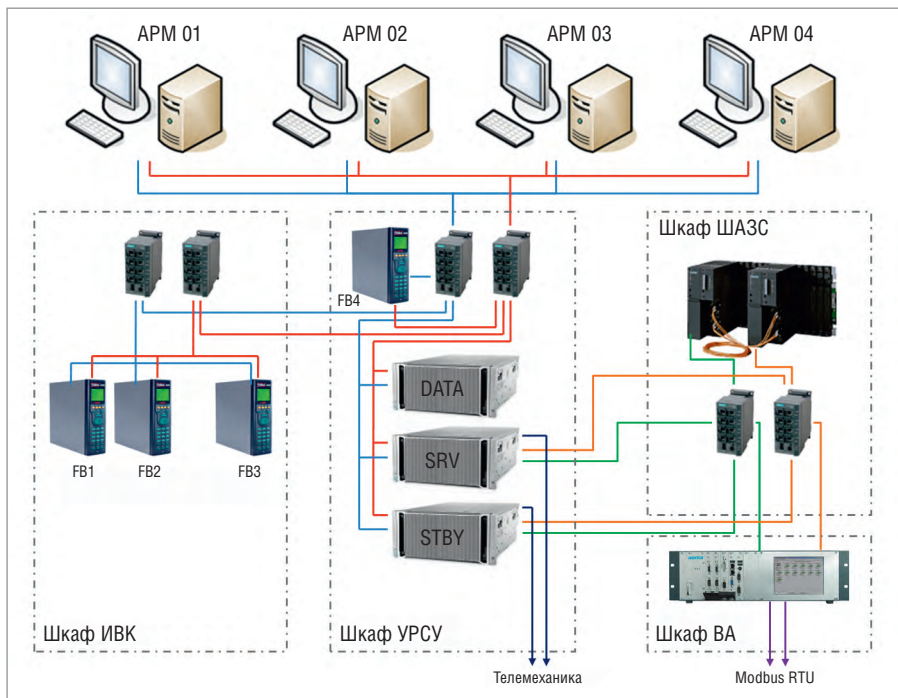 АРМ 01
АРМ 02
АРМ 03
АРМ 04
Шкаф ШАЗС
FB4
DATA
SRV
STBY
FB1
FB2
FB3
Шкаф ИВК
Шкаф УРСУ
Шкаф ВА
Телемеханика
Modbus RTU